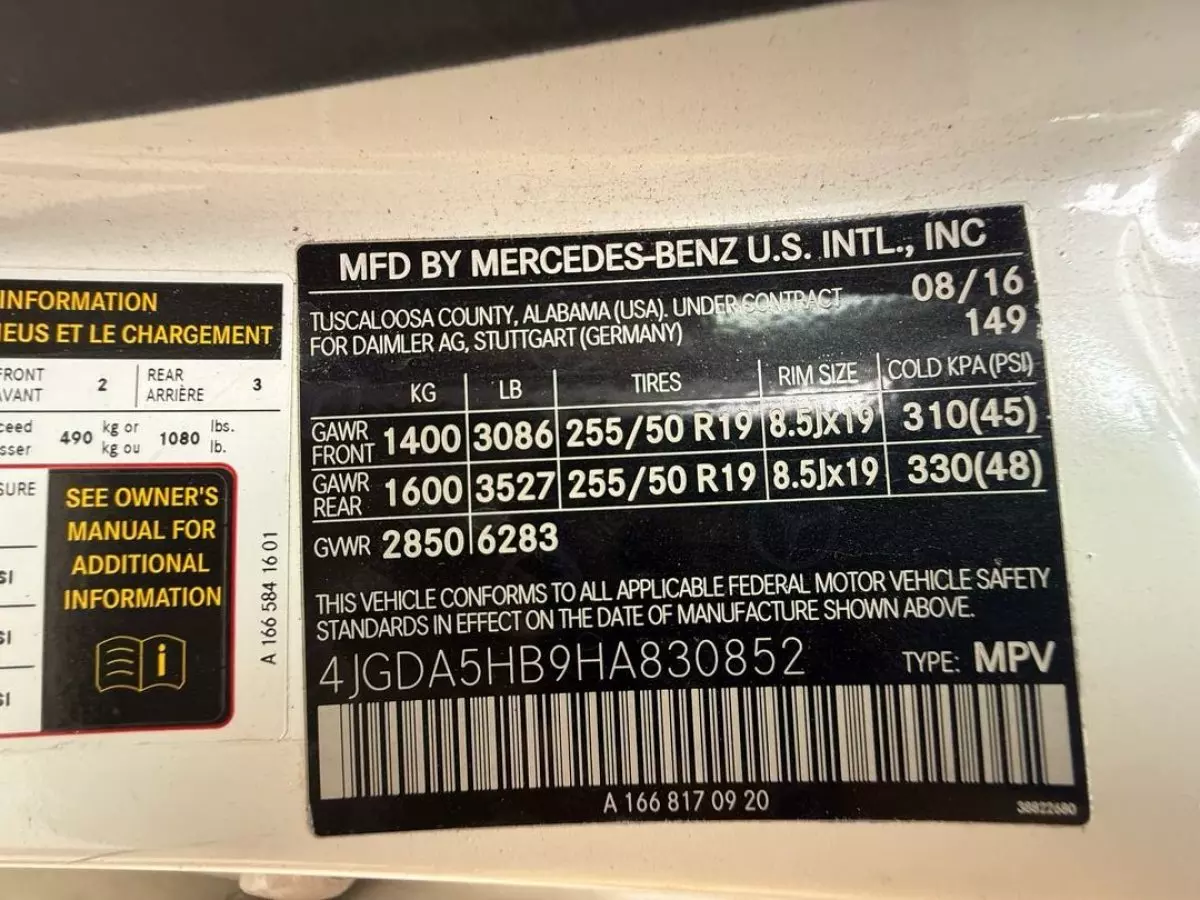 INFORMATION
EUS ET LE CHARGEMENT
FRONT 2 REAR 3
AVANT ARRIÈRE
490 kg or 1080 lbs.
kg ou lb.
SEE OWNER'S
MANUAL FOR
ADDITIONAL
INFORMATION
i
A 166 584 16 01
MFD BY MERCEDES-BENZ U.S. INTL., INC
TUSCALOOSA COUNTY, ALABAMA (USA). UNDER CONTRACT 08/16
FOR DAIMLER AG, STUTTGART (GERMANY) 149
KG LB TIRES RIM SIZE COLD KPA (PSI)
GAWR FRONT 1400 3086 255/50 R19 8.5Jx19 310(45)
GAWR REAR 1600 3527 255/50 R19 8.5Jx19 330(48)
GVWR 2850 6283
THIS VEHICLE CONFORMS TO ALL APPLICABLE FEDERAL MOTOR VEHICLE SAFETY
STANDARDS IN EFFECT ON THE DATE OF MANUFACTURE SHOWN ABOVE.
4JGDA5HB9HA830852 TYPE: MPV
A 166 817 09 20
38822680